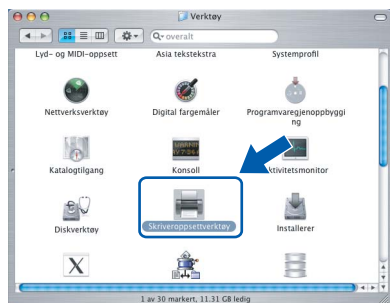 Verktøy
overalt
Lyd- og MIDI-oppsett
Asia tekstekstra
Systemprofil
Nettverksverktøy
Digital fargemåler
Programvaregjenoppbyggi
ng
Katalogtilgang
Konsoll
ktivitetsmonitor
Diskverktøy
Skriveroppsettverktøy
Installerer
X
1 av 30 markert, 11.31 GB ledig